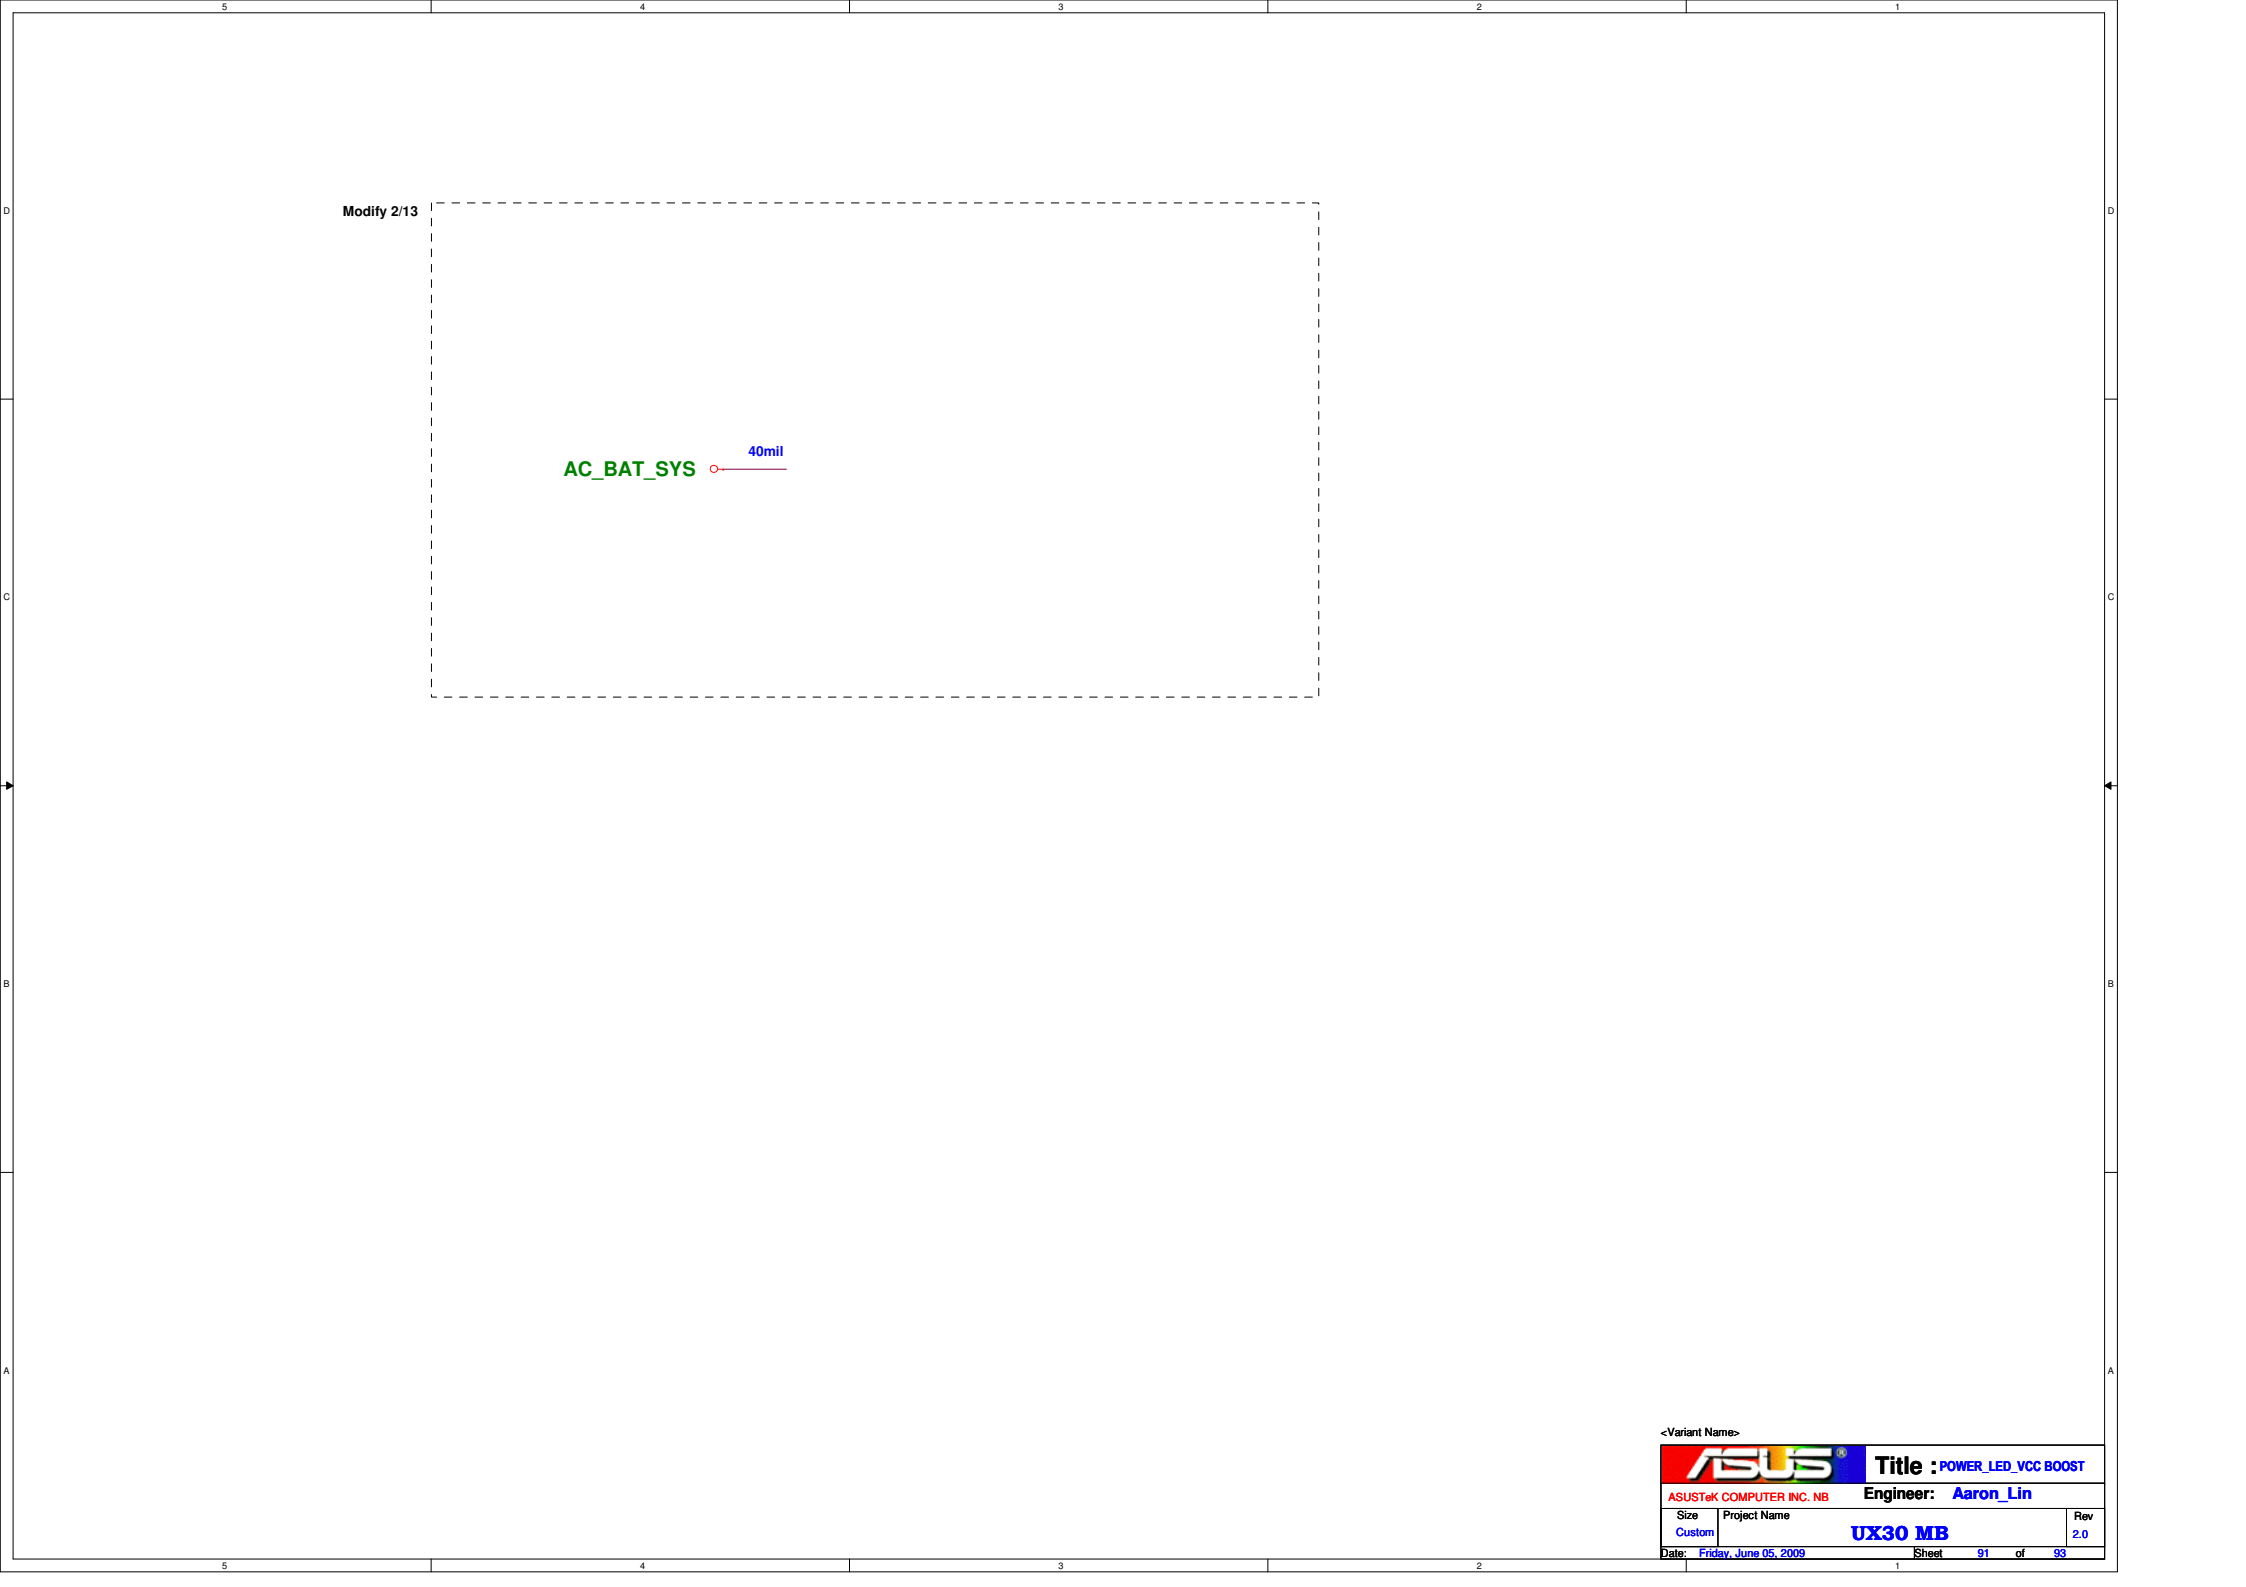 5 4 3 2 1
Modify 2/13
D D
40mil
AC_BAT_SYS
C C
B B
A A
<Variant Name>
ASUS®
Title : POWER_LED_VCC BOOST
ASUSTeK COMPUTER INC. NB
Engineer: Aaron_Lin
Size Project Name Rev
Custom UX30 MB 2.0
Date: Friday, June 05, 2009 Sheet 91 of 93
5 4 3 2 1